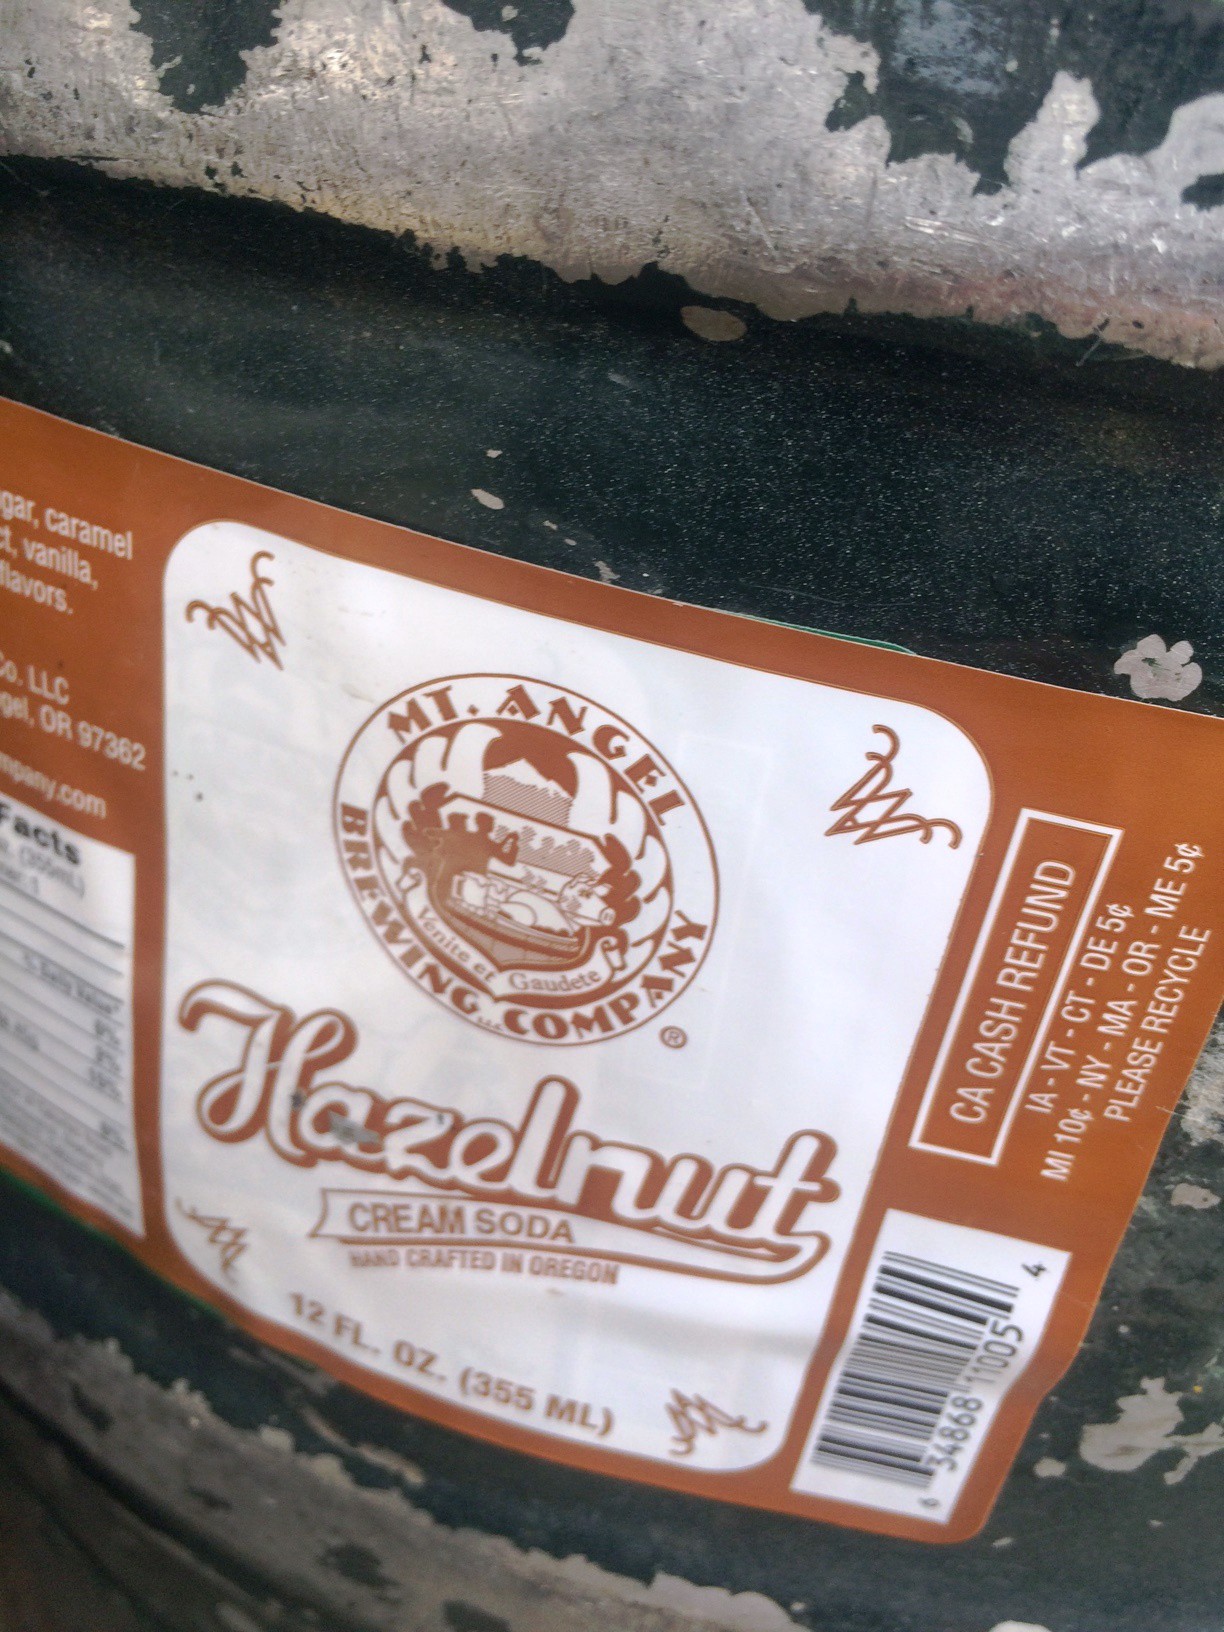 gar, caramel
ct, vanilla,
flavors.
Co. LLC
gel, OR 97362
mpany.com
Facts
(355mL)
MT. ANGEL
BREWING COMPANY
Venite et Gaudete
®
Hazelnut
CREAM SODA
HAND CRAFTED IN OREGON
12 FL. OZ. (355 ML)
CA CASH REFUND
IA - VT - CT - DE 5¢
MI 10¢ - NY - MA - OR - ME 5¢
PLEASE RECYCLE
6 34868 11005 4